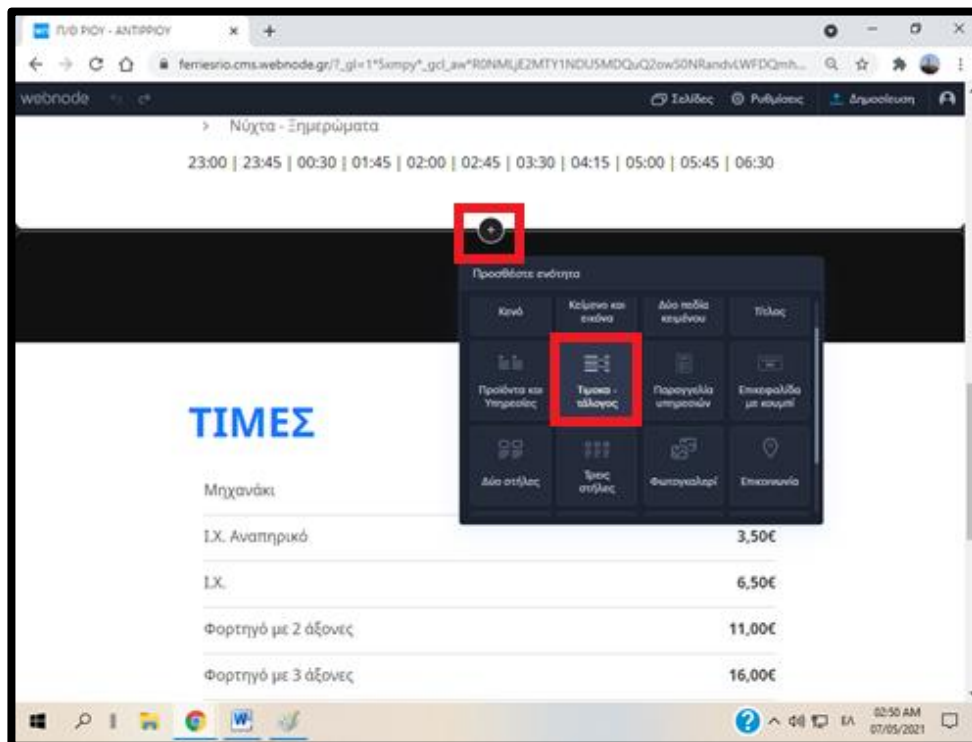 Π/Θ ΡΙΟΥ - ΑΝΤΙΡΡΙΟΥ
webnode
Σελίδες
Ρυθμίσεις
Δημοσίευση
> Νύχτα - Ξημερώματα
23:00 | 23:45 | 00:30 | 01:45 | 02:00 | 02:45 | 03:30 | 04:15 | 05:00 | 05:45 | 06:30
Προσθέστε ενότητα
Κενό
Κείμενο και
εικόνα
Δύο πεδία
κειμένου
Τίτλος
Προϊόντα και
Υπηρεσίες
Τιμοκα -
τάλογος
Παραγγελία
υπηρεσιών
Επικεφαλίδα
με κουμπί
Δύο στήλες
Τρεις
στήλες
Φωτογκαλερί
Επικοινωνία
ΤΙΜΕΣ
Μηχανάκι
Ι.Χ. Αναπηρικό 3,50€
Ι.Χ. 6,50€
Φορτηγό με 2 άξονες 11,00€
Φορτηγό με 3 άξονες 16,00€
ΕΛ
02:50 AM
07/05/2021